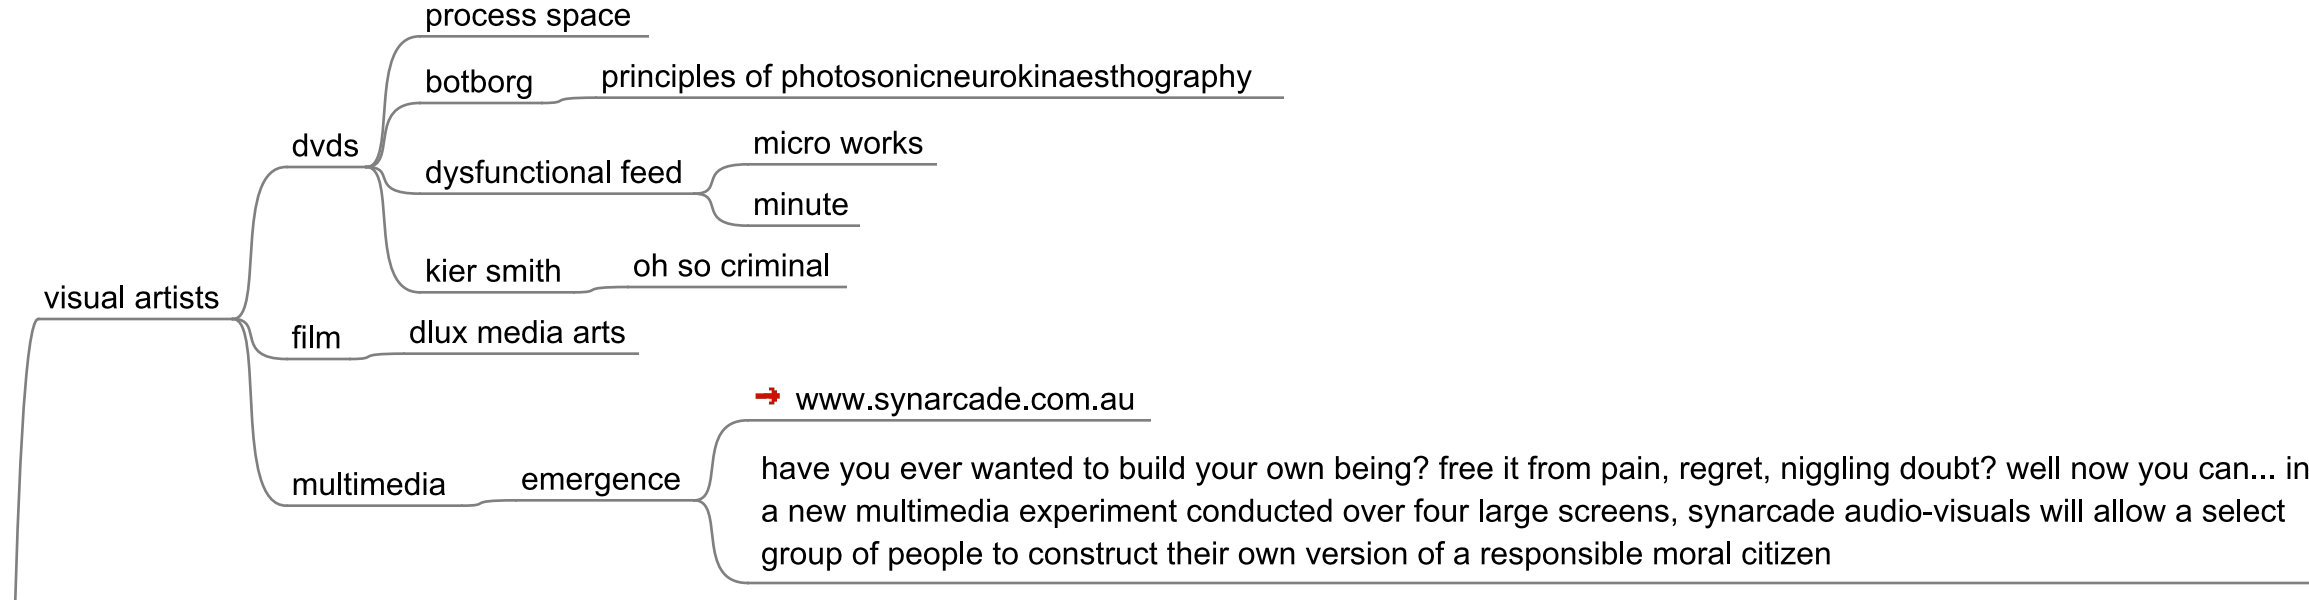 process space
botborg
principles of photosonicneurokinaesthography
dvds
micro works
dysfunctional feed
minute
kier smith
oh so criminal
visual artists
film
dlux media arts
www.synarcade.com.au
multimedia
emergence
have you ever wanted to build your own being? free it from pain, regret, niggling doubt? well now you can... in
a new multimedia experiment conducted over four large screens, synarcade audio-visuals will allow a select
group of people to construct their own version of a responsible moral citizen